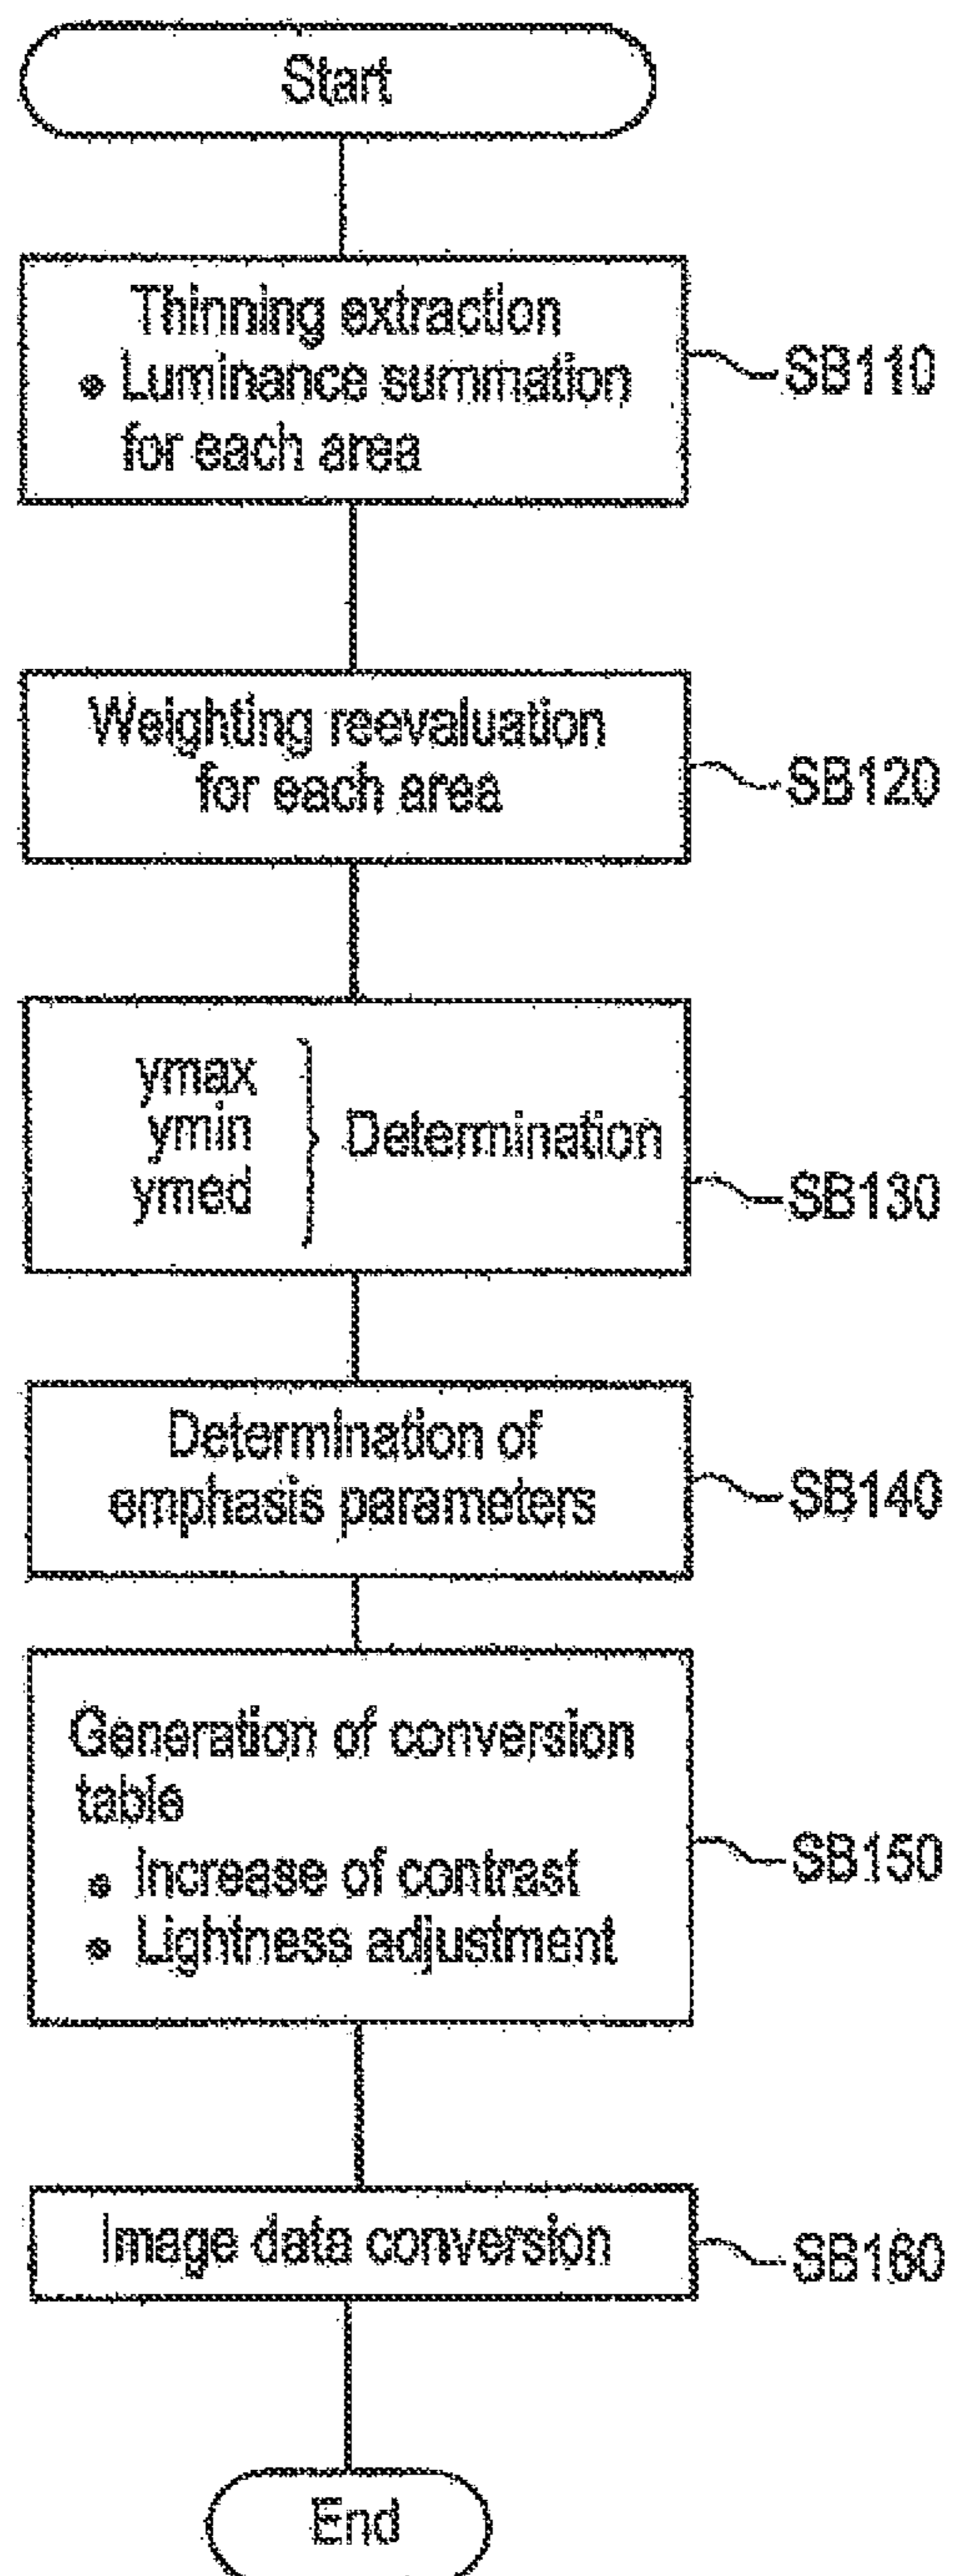 Start
Thinning extraction
• Luminance summation
for each area
SB110
Weighting reevaluation
for each area
SB120
ymax
ymin
ymed
Determination
SB130
Determination of
emphasis parameters
SB140
Generation of conversion
table
• Increase of contrast
• Lightness adjustment
SB150
Image data conversion
SB160
End